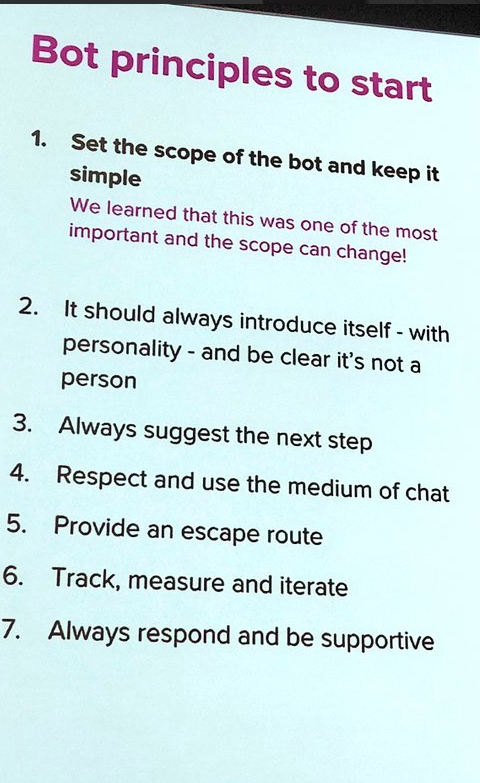 Bot principles to start
1. Set the scope of the bot and keep it
simple
We learned that this was one of the most
important and the scope can change!
2. It should always introduce itself - with
personality - and be clear it's not a
person
3. Always suggest the next step
4. Respect and use the medium of chat
5. Provide an escape route
6. Track, measure and iterate
7. Always respond and be supportive